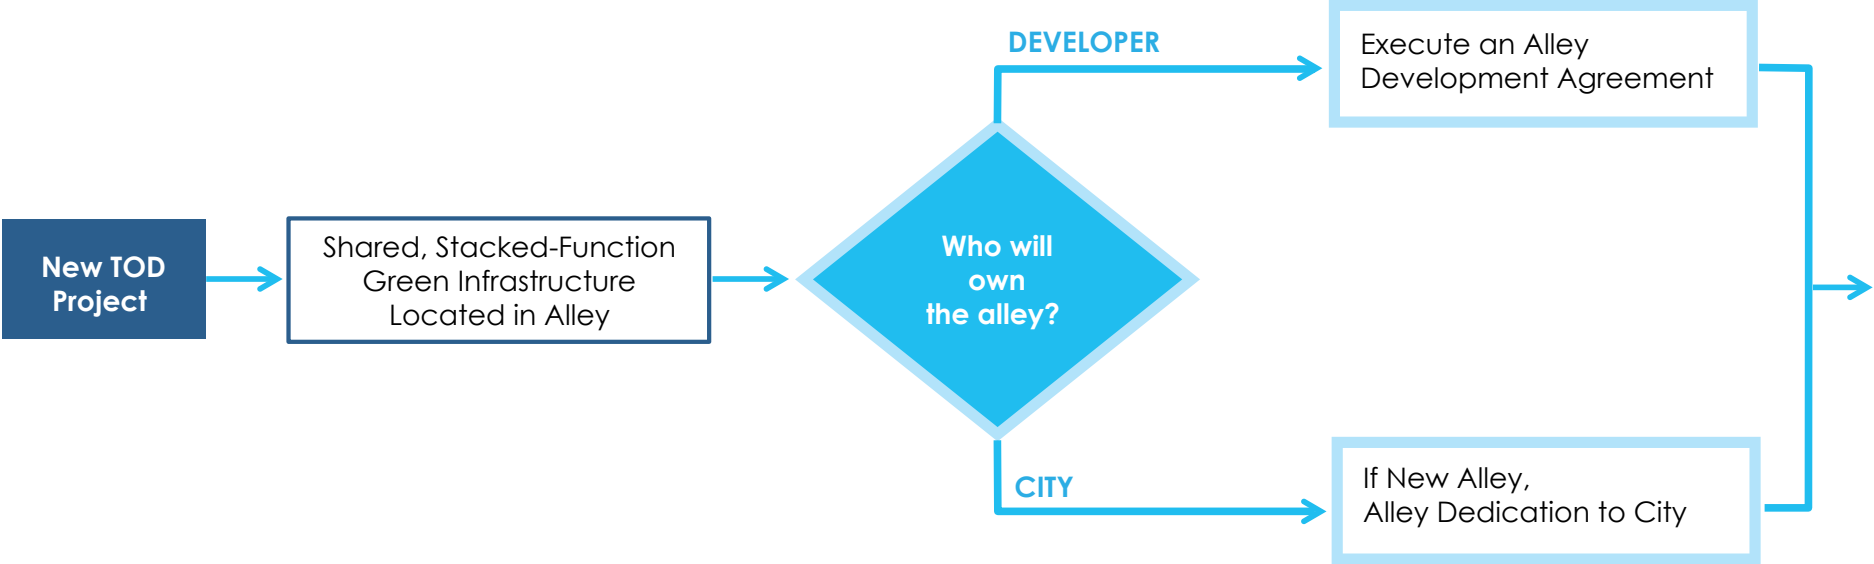 New TOD
Project
Shared, Stacked-Function
Green Infrastructure
Located in Alley
Who will
own
the alley?
DEVELOPER
Execute an Alley
Development Agreement
CITY
If New Alley,
Alley Dedication to City